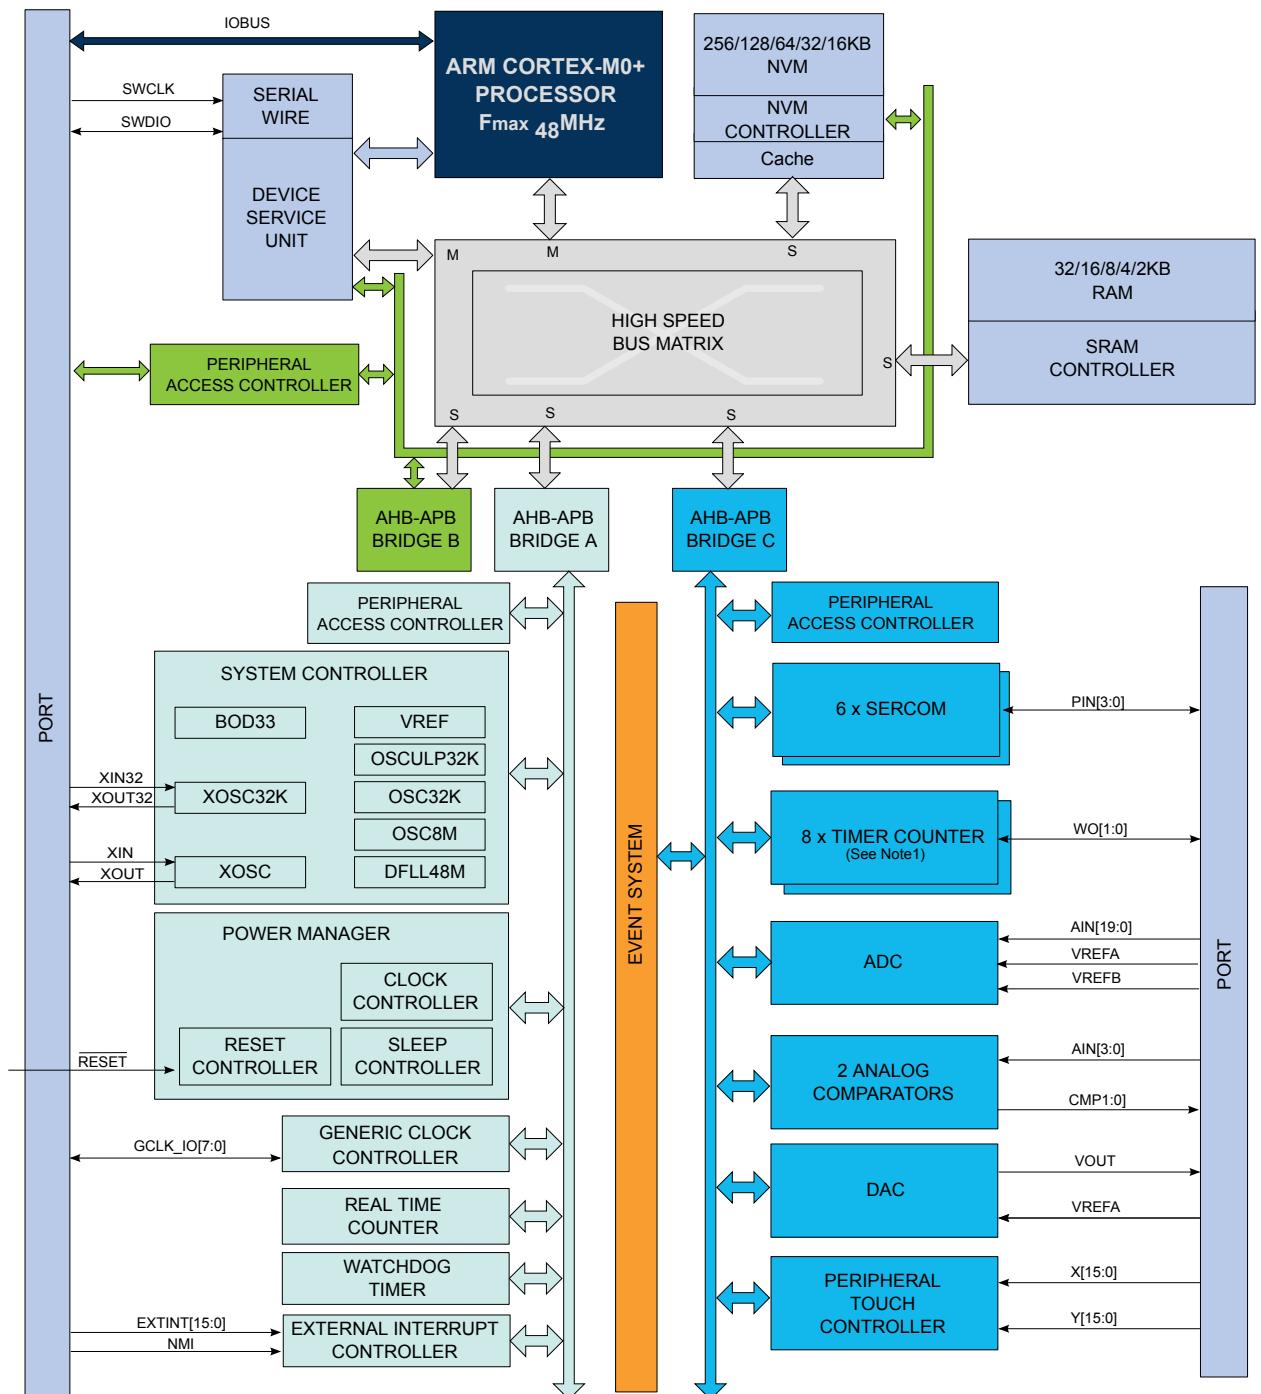 IOBUS
ARM CORTEX-M0+
PROCESSOR
Fmax 48MHz
256/128/64/32/16KB
NVM
NVM
CONTROLLER
Cache
SWCLK
SWDIO
SERIAL
WIRE
DEVICE
SERVICE
UNIT
M
M
S
32/16/8/4/2KB
RAM
SRAM
CONTROLLER
HIGH SPEED
BUS MATRIX
S
S
S
S
PERIPHERAL
ACCESS CONTROLLER
AHB-APB
BRIDGE B
AHB-APB
BRIDGE A
AHB-APB
BRIDGE C
PORT
PERIPHERAL
ACCESS CONTROLLER
SYSTEM CONTROLLER
BOD33
VREF
OSCULP32K
XOSC32K
OSC32K
OSC8M
XOSC
DFLL48M
XIN32
XOUT32
XIN
XOUT
POWER MANAGER
CLOCK
CONTROLLER
RESET
CONTROLLER
SLEEP
CONTROLLER
RESET
GCLK_IO[7:0]
GENERIC CLOCK
CONTROLLER
REAL TIME
COUNTER
WATCHDOG
TIMER
EXTINT[15:0]
NMI
EXTERNAL INTERRUPT
CONTROLLER
EVENT SYSTEM
PERIPHERAL
ACCESS CONTROLLER
6 x SERCOM
PIN[3:0]
8 x TIMER COUNTER
(See Note1)
WO[1:0]
ADC
AIN[19:0]
VREFA
VREFB
2 ANALOG
COMPARATORS
AIN[3:0]
CMP1:0]
DAC
VOUT
VREFA
PERIPHERAL
TOUCH
CONTROLLER
X[15:0]
Y[15:0]
PORT